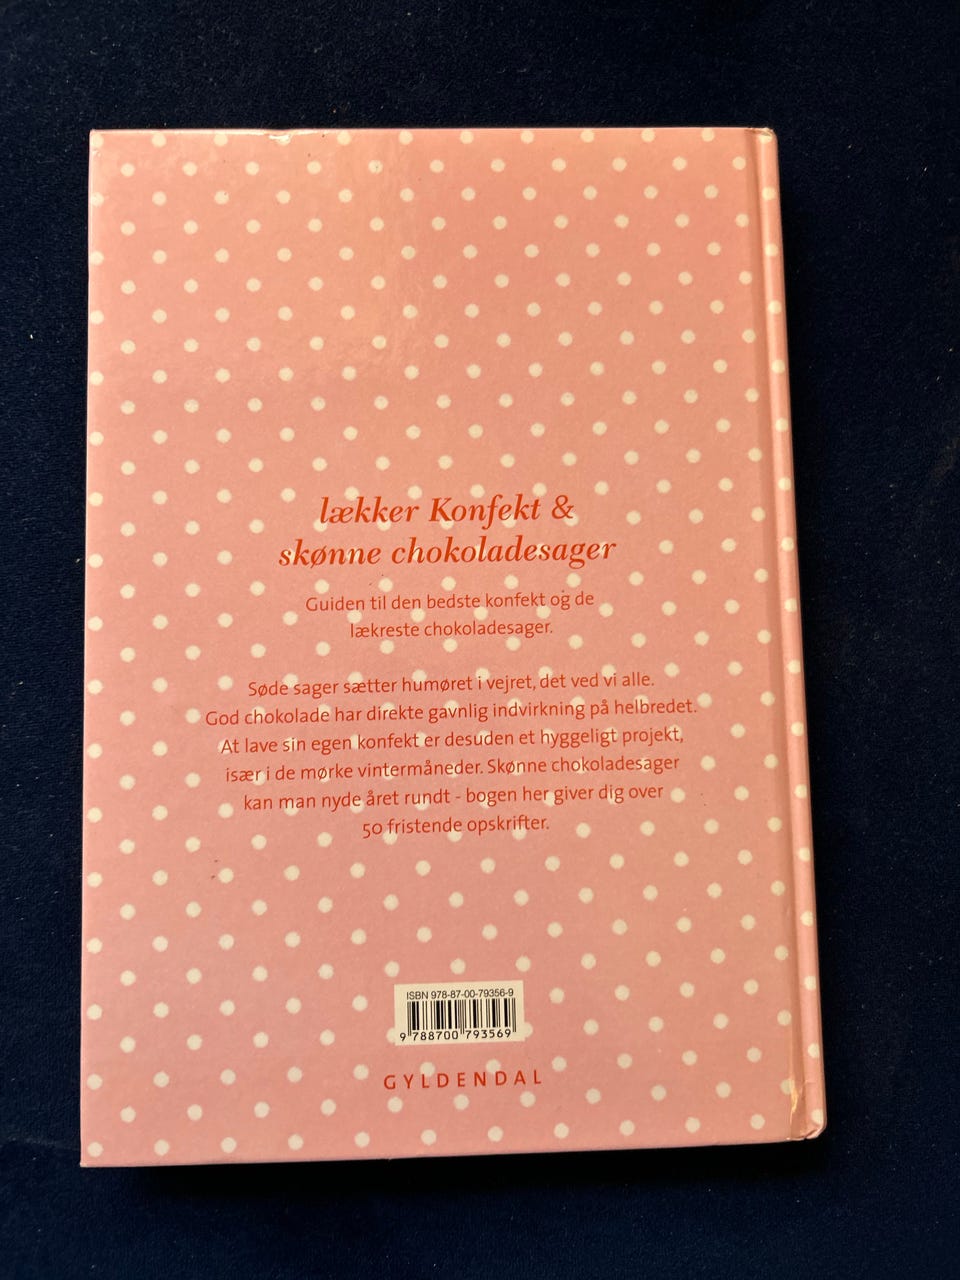 lækker Konfekt &
skønne chokoladesager
Guiden til den bedste konfekt og de
lækreste chokoladesager.
Søde sager sætter humøret i vejret, det ved vi alle.
God chokolade har direkte gavnlig indvirkning på helbredet.
At lave sin egen konfekt er desuden et hyggeligt projekt,
især i de mørke vintermåneder. Skønne chokoladesager
kan man nyde året rundt - bogen her giver dig over
50 fristende opskrifter.
ISBN 978-87-00-79356-9
9 788700 793569
GYLDENDAL